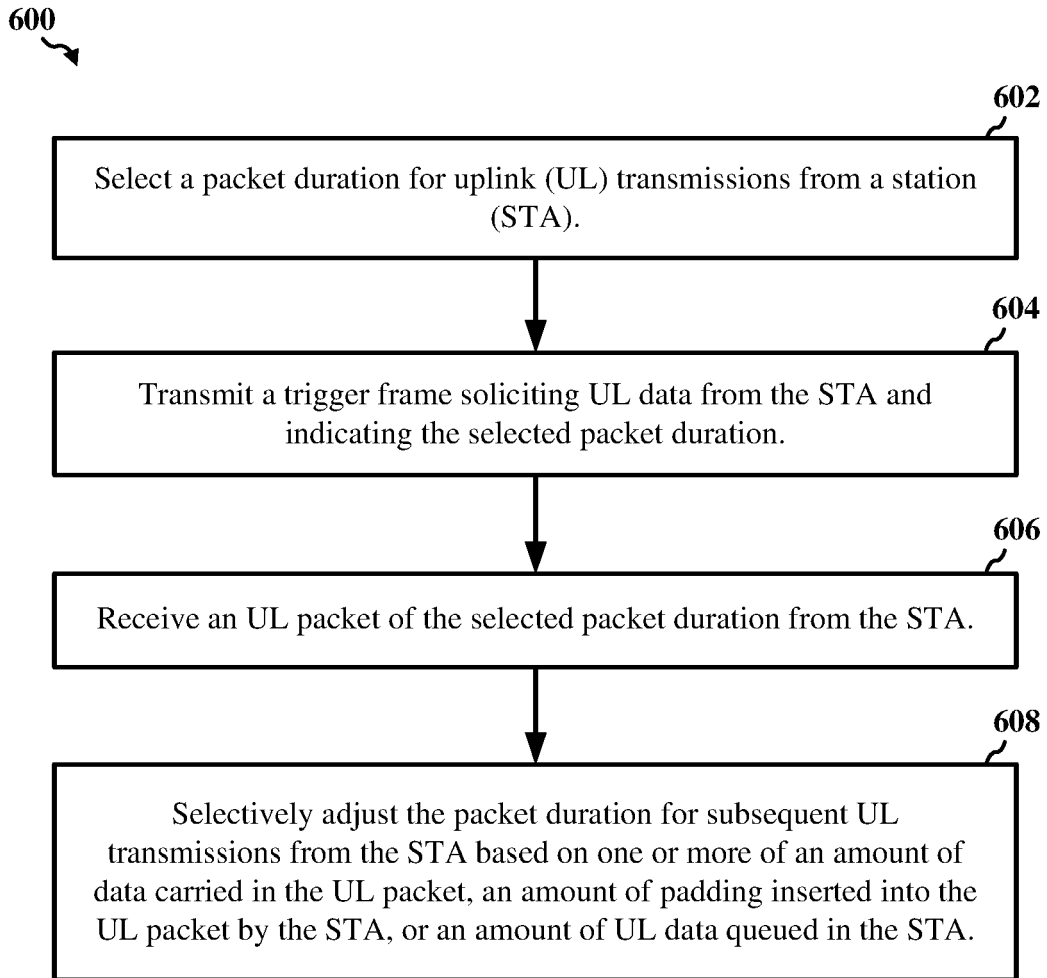 600
602
Select a packet duration for uplink (UL) transmissions from a station
(STA).
604
Transmit a trigger frame soliciting UL data from the STA and
indicating the selected packet duration.
606
Receive an UL packet of the selected packet duration from the STA.
608
Selectively adjust the packet duration for subsequent UL
transmissions from the STA based on one or more of an amount of
data carried in the UL packet, an amount of padding inserted into the
UL packet by the STA, or an amount of UL data queued in the STA.